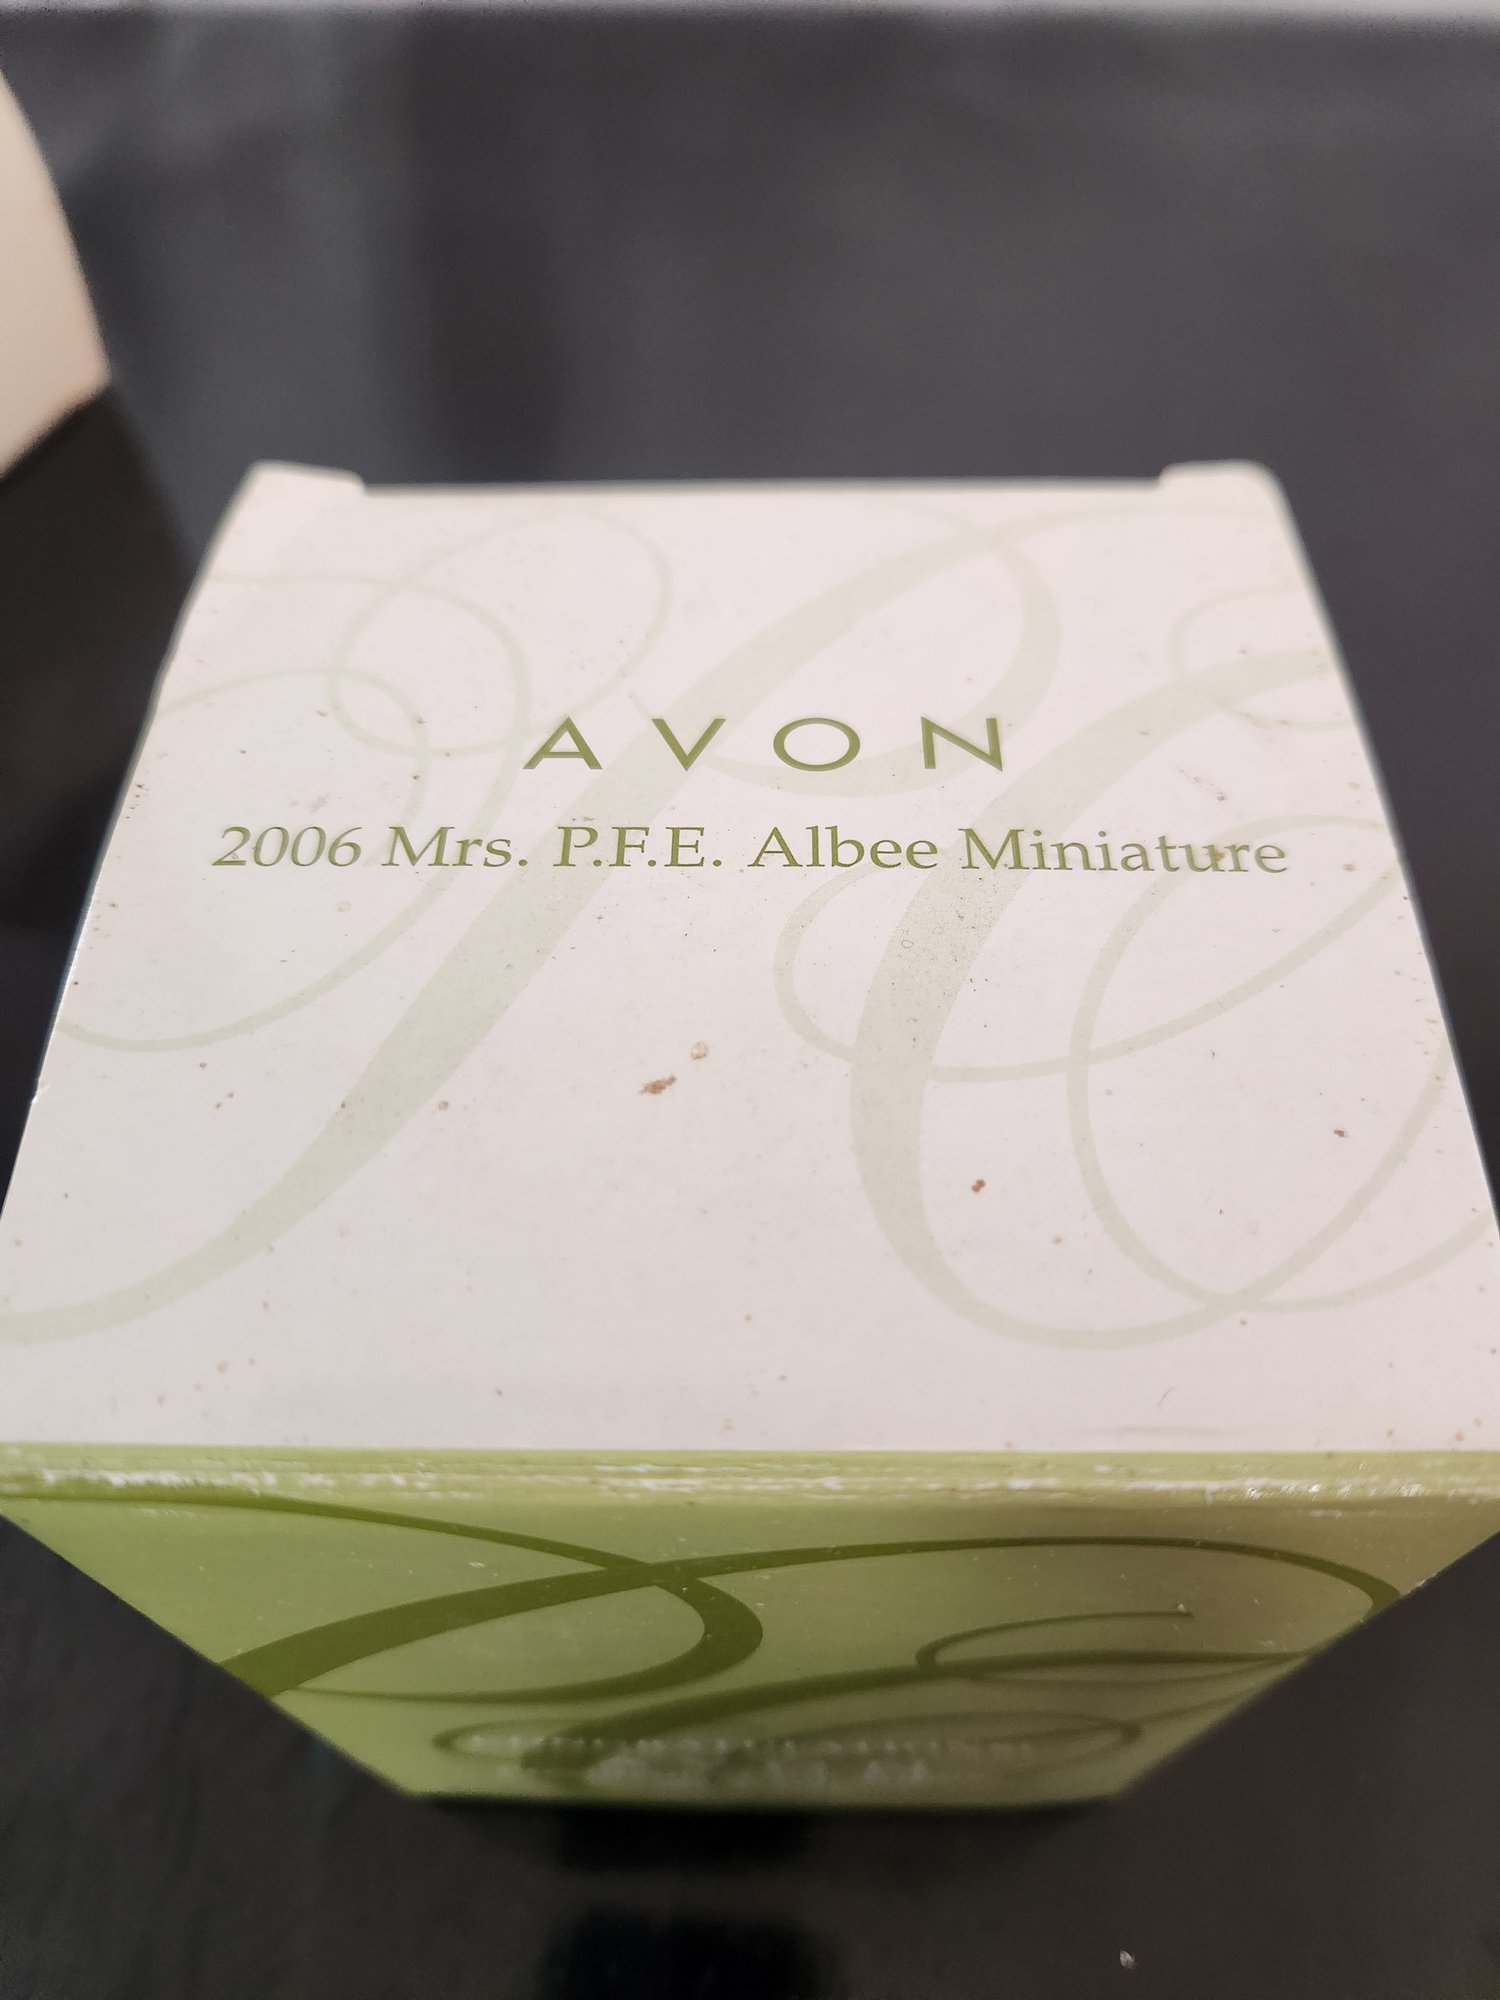 AVON
2006 Mrs. P.F.E. Albee Miniature